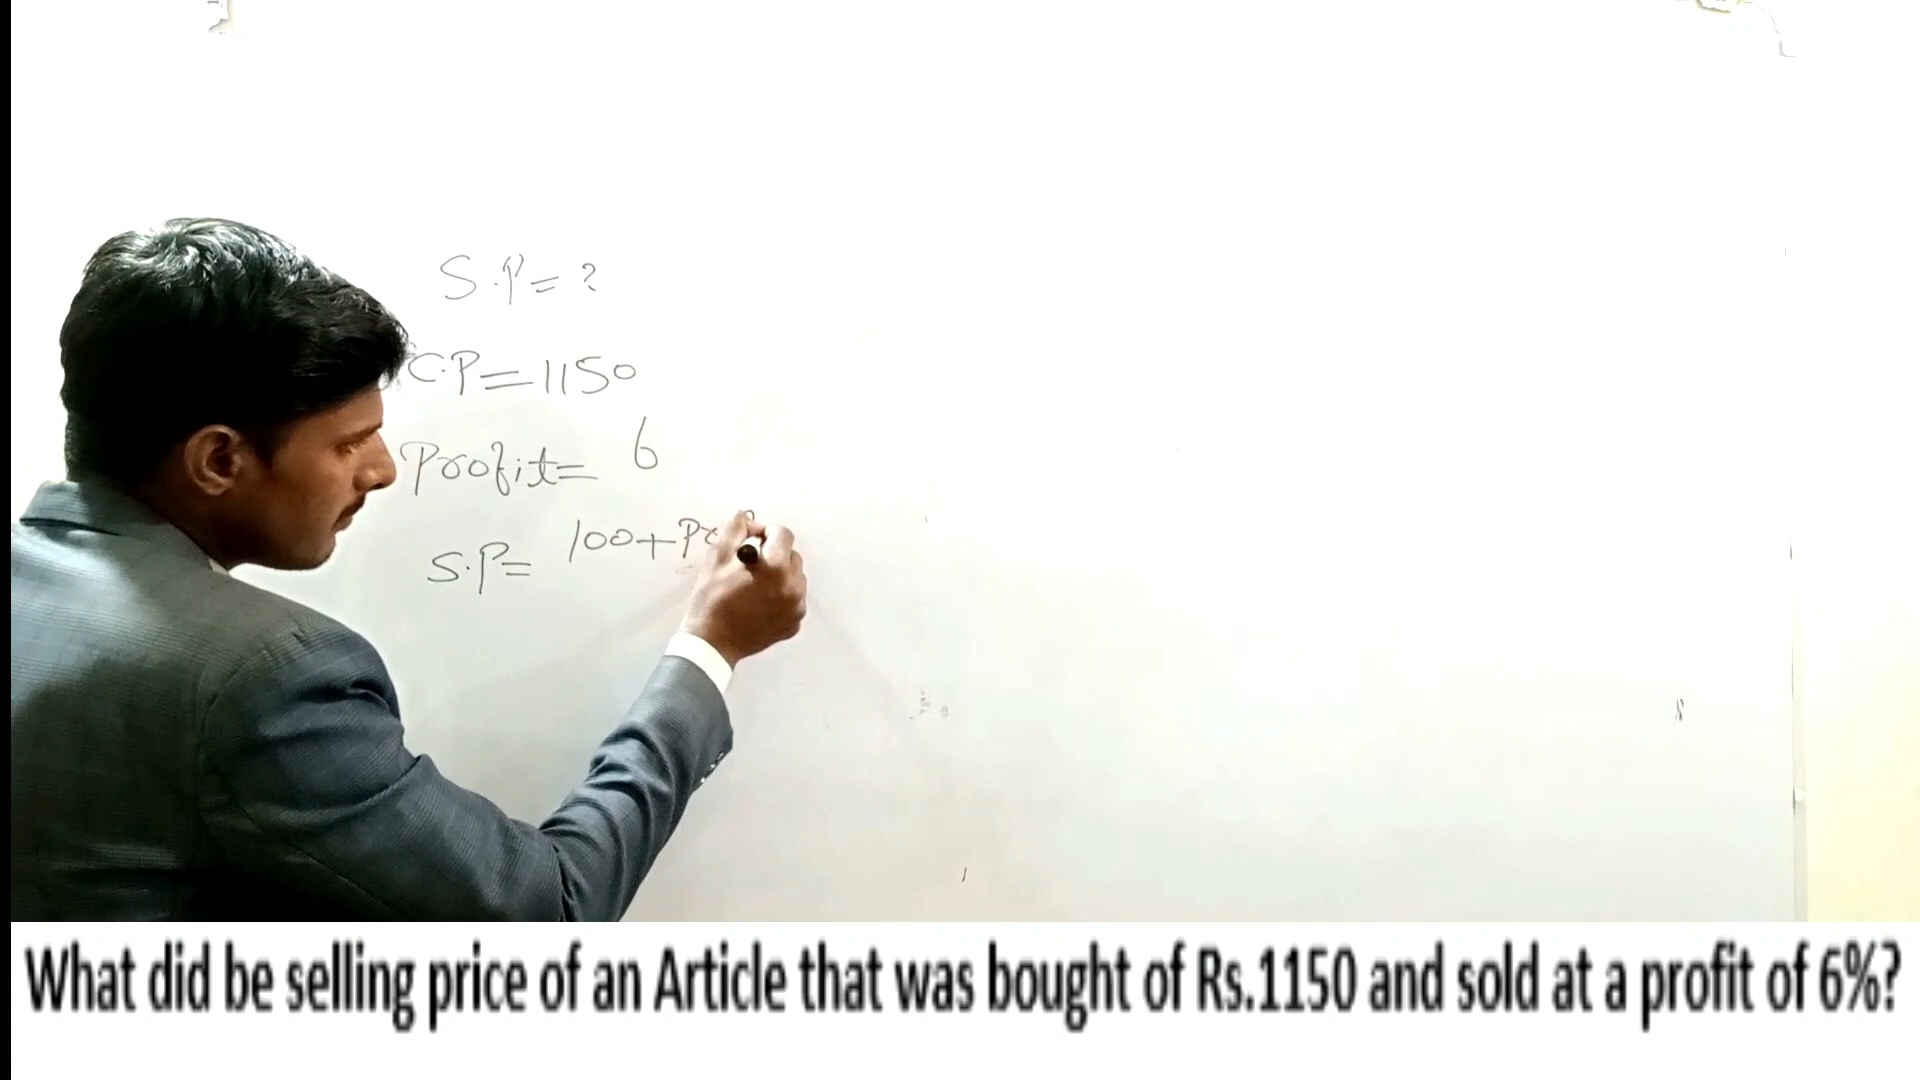 S.P = ?
C.P = 1150
Profit = 6
S.P = 100 +
What did be selling price of an Article that was bought of Rs.1150 and sold at a profit of 6%?